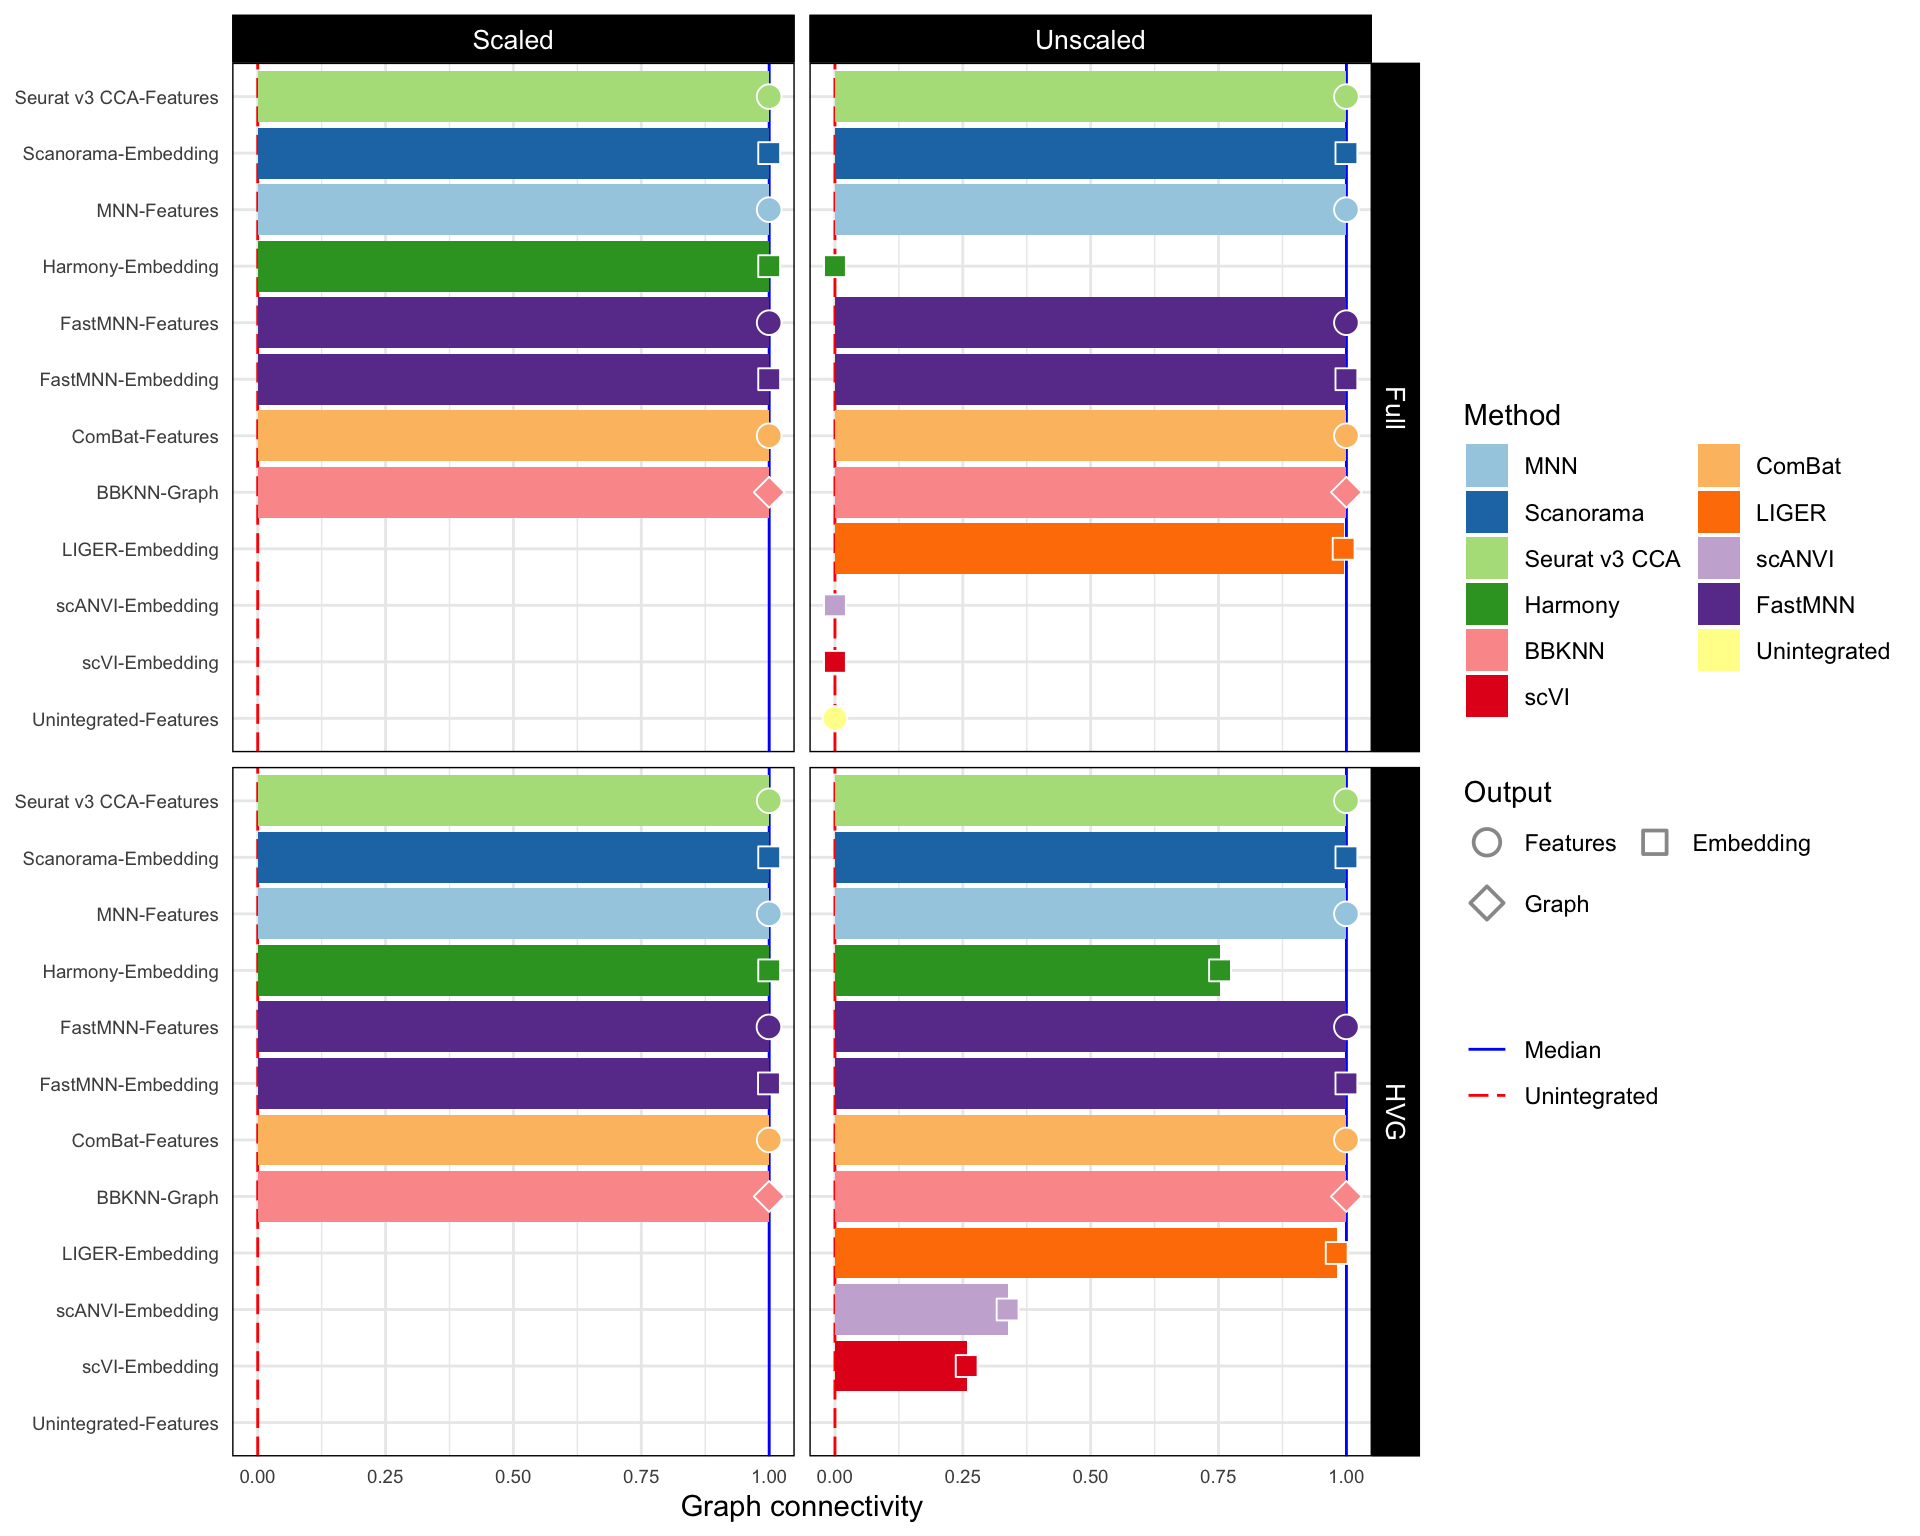 Scaled
Unscaled
Seurat v3 CCA-Features
Scanorama-Embedding
MNN-Features
Harmony-Embedding
FastMNN-Features
FastMNN-Embedding
ComBat-Features
BBKNN-Graph
LIGER-Embedding
scANVI-Embedding
scVI-Embedding
Unintegrated-Features
Full
Seurat v3 CCA-Features
Scanorama-Embedding
MNN-Features
Harmony-Embedding
FastMNN-Features
FastMNN-Embedding
ComBat-Features
BBKNN-Graph
LIGER-Embedding
scANVI-Embedding
scVI-Embedding
Unintegrated-Features
HVG
0.00 0.25 0.50 0.75 1.00
0.00 0.25 0.50 0.75 1.00
Graph connectivity
Method
MNN
Scanorama
Seurat v3 CCA
Harmony
BBKNN
scVI
ComBat
LIGER
scANVI
FastMNN
Unintegrated
Output
Features
Embedding
Graph
Median
Unintegrated